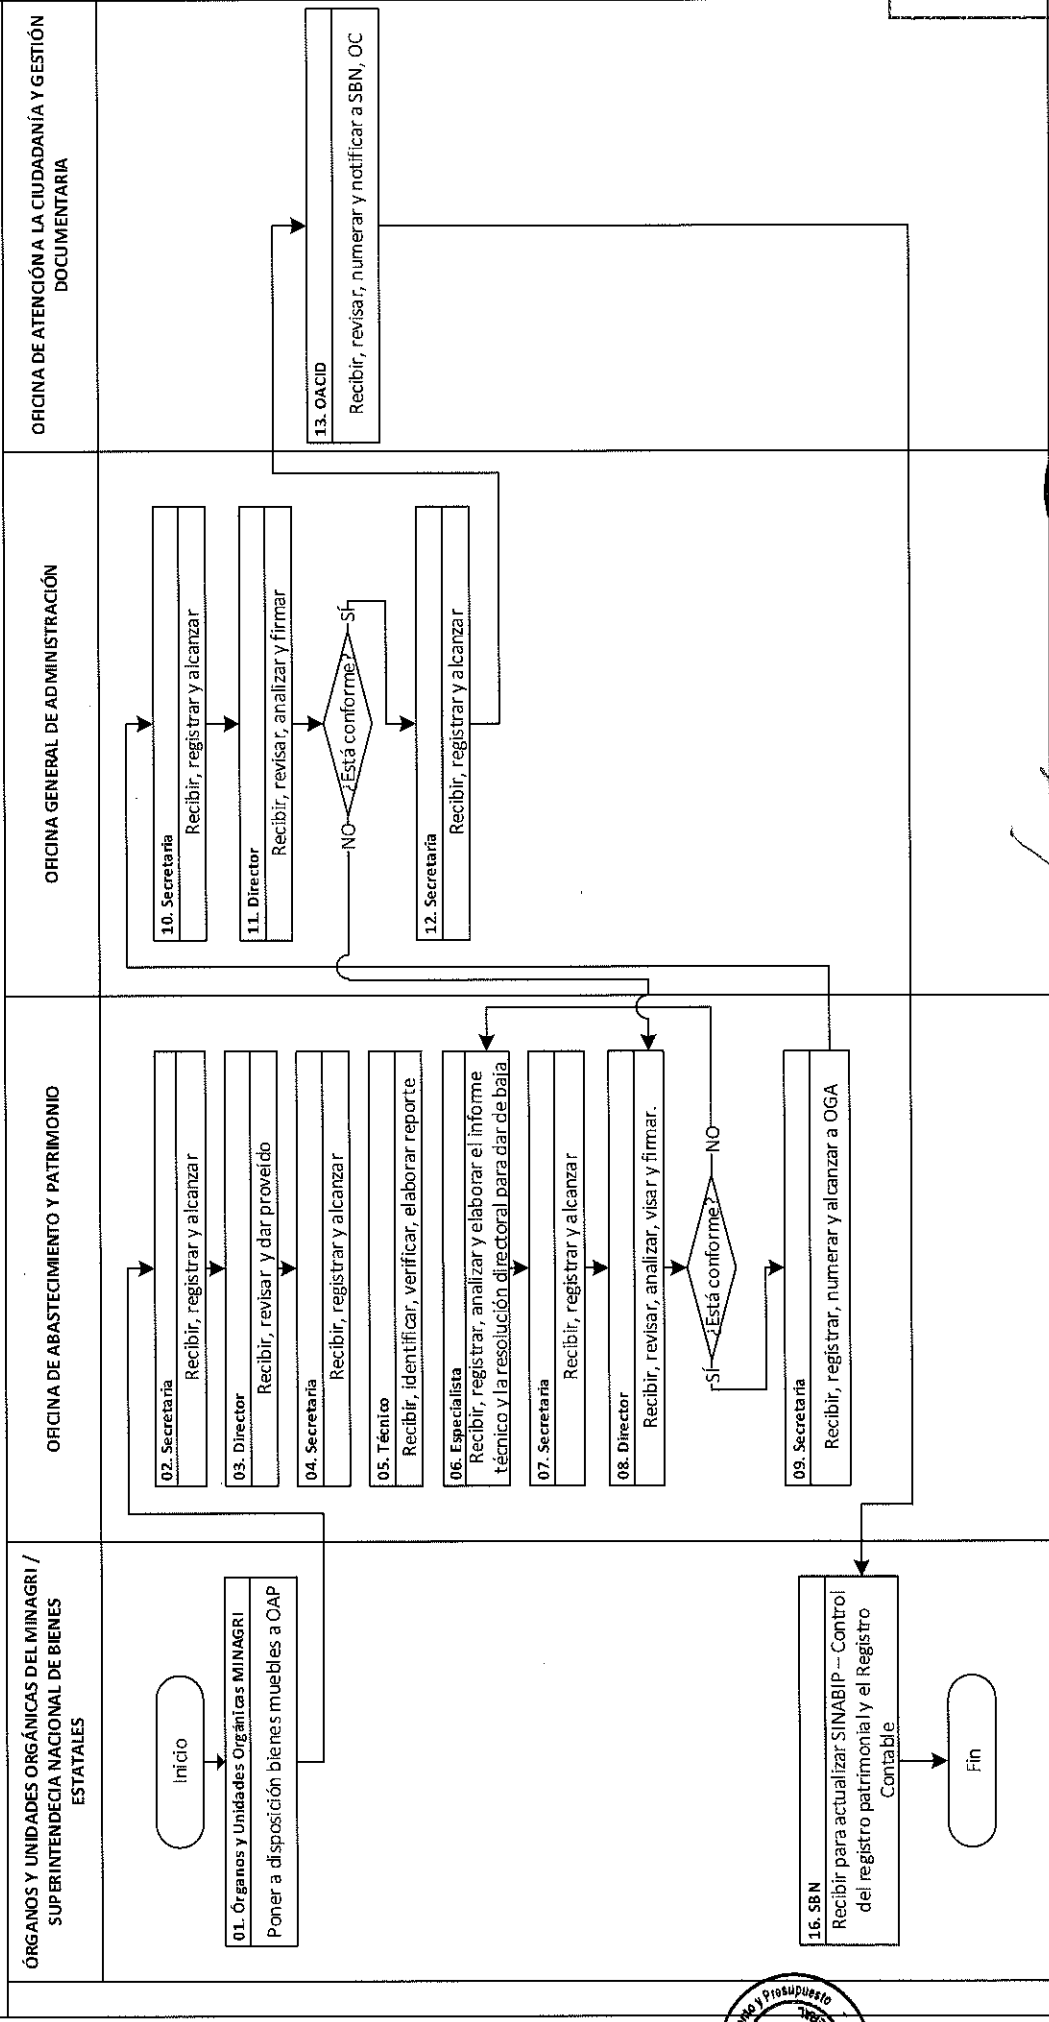 ÓRGANOS Y UNIDADES ORGÁNICAS DEL MINAGRI /
SUPERINTENDECIA NACIONAL DE BIENES
ESTATALES
Inicio
01. Órganos y Unidades Orgánicas MINAGRI
Poner a disposición bienes muebles a OAP
16. SBN
Recibir para actualizar SINABIP – Control
del registro patrimonial y el Registro
Contable
Fin
OFICINA DE ABASTECIMIENTO Y PATRIMONIO
02. Secretaria
Recibir, registrar y alcanzar
03. Director
Recibir, revisar y dar proveído
04. Secretaria
Recibir, registrar y alcanzar
05. Técnico
Recibir, identificar, verificar, elaborar reporte
06. Especialista
Recibir, registrar, analizar y elaborar el informe
técnico y la resolución directoral para dar de baja
07. Secretaria
Recibir, registrar y alcanzar
08. Director
Recibir, revisar, analizar, visar y firmar.
SÍ
¿Está conforme?
NO
09. Secretaría
Recibir, registrar, numerar y alcanzar a OGA
OFICINA GENERAL DE ADMINISTRACIÓN
10. Secretaria
Recibir, registrar y alcanzar
11. Director
Recibir, revisar, analizar y firmar
NO
¿Está conforme?
SÍ
12. Secretaría
Recibir, registrar y alcanzar
OFICINA DE ATENCIÓN A LA CIUDADANÍA Y GESTIÓN
DOCUMENTARIA
13. OACID
Recibir, revisar, numerar y notificar a SBN, OC
y Presupuesto